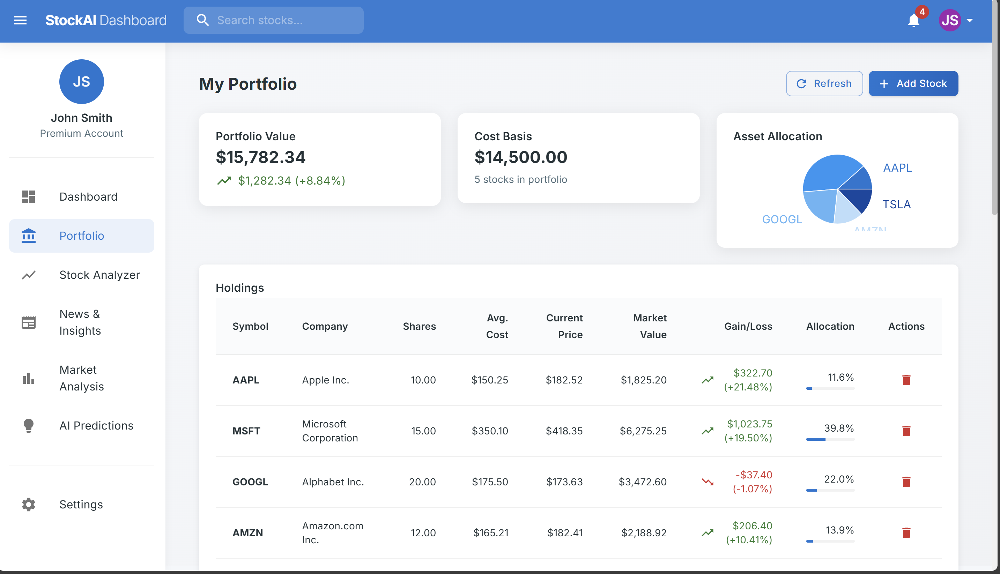 StockAI Dashboard
Search stocks...
4
JS
JS
John Smith
Premium Account
Dashboard
Portfolio
Stock Analyzer
News &
Insights
Market
Analysis
AI Predictions
Settings
My Portfolio
Refresh
Add Stock
Portfolio Value
$15,782.34
$1,282.34 (+8.84%)
Cost Basis
$14,500.00
5 stocks in portfolio
Asset Allocation
AAPL
TSLA
GOOGL
AMZN
Holdings
Symbol Company Shares Avg. Cost Current Price Market Value Gain/Loss Allocation Actions
AAPL Apple Inc. 10.00 $150.25 $182.52 $1,825.20 $322.70 (+21.48%) 11.6%
MSFT Microsoft Corporation 15.00 $350.10 $418.35 $6,275.25 $1,023.75 (+19.50%) 39.8%
GOOGL Alphabet Inc. 20.00 $175.50 $173.63 $3,472.60 -$37.40 (-1.07%) 22.0%
AMZN Amazon.com Inc. 12.00 $165.21 $182.41 $2,188.92 $206.40 (+10.41%) 13.9%